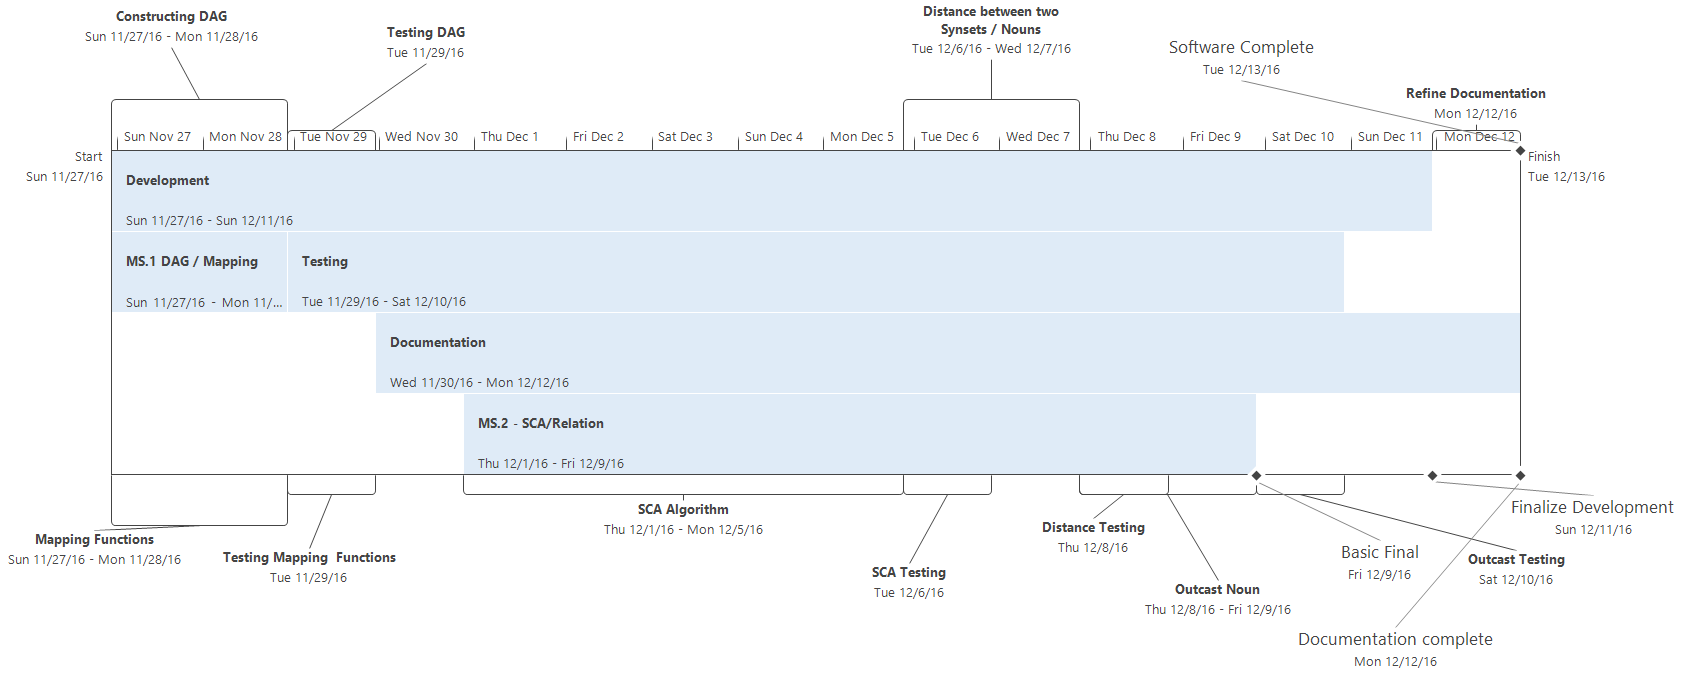 Constructing DAG
Sun 11/27/16 - Mon 11/28/16
Testing DAG
Tue 11/29/16
Distance between two
Synsets / Nouns
Tue 12/6/16 - Wed 12/7/16
Software Complete
Tue 12/13/16
Refine Documentation
Mon 12/12/16
Sun Nov 27
Mon Nov 28
Tue Nov 29
Wed Nov 30
Thu Dec 1
Fri Dec 2
Sat Dec 3
Sun Dec 4
Mon Dec 5
Tue Dec 6
Wed Dec 7
Thu Dec 8
Fri Dec 9
Sat Dec 10
Sun Dec 11
Mon Dec 12
Start
Sun 11/27/16
Finish
Tue 12/13/16
Development
Sun 11/27/16 - Sun 12/11/16
MS.1 DAG / Mapping
Sun 11/27/16 - Mon 11/...
Testing
Tue 11/29/16 - Sat 12/10/16
Documentation
Wed 11/30/16 - Mon 12/12/16
MS.2 - SCA/Relation
Thu 12/1/16 - Fri 12/9/16
Mapping Functions
Sun 11/27/16 - Mon 11/28/16
Testing Mapping  Functions
Tue 11/29/16
SCA Algorithm
Thu 12/1/16 - Mon 12/5/16
SCA Testing
Tue 12/6/16
Distance Testing
Thu 12/8/16
Outcast Noun
Thu 12/8/16 - Fri 12/9/16
Basic Final
Fri 12/9/16
Outcast Testing
Sat 12/10/16
Finalize Development
Sun 12/11/16
Documentation complete
Mon 12/12/16